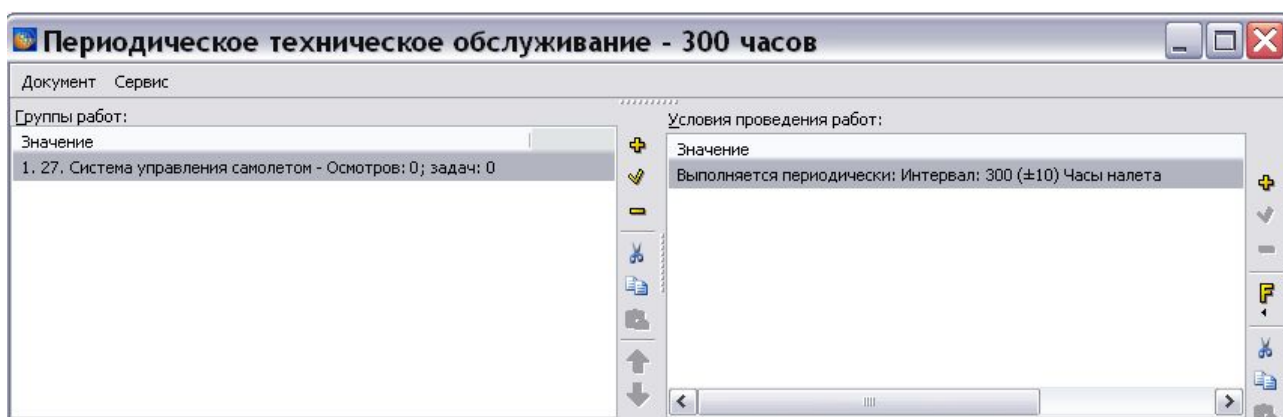 Периодическое техническое обслуживание - 300 часов
Документ Сервис
Группы работ:
Значение
1. 27. Система управления самолетом - Осмотров: 0; задач: 0
Условия проведения работ:
Значение
Выполняется периодически: Интервал: 300 (±10) Часы налета
F